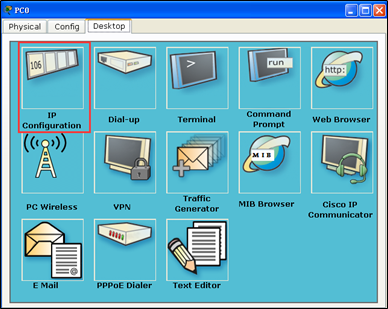 PC0
Physical Config Desktop
106
>
run
http:
IP
Configuration
Dial-up
Terminal
Command
Prompt
Web Browser
MIB
PC Wireless
VPN
Traffic
Generator
MIB Browser
Cisco IP
Communicator
E Mail
PPPoE Dialer
Text Editor